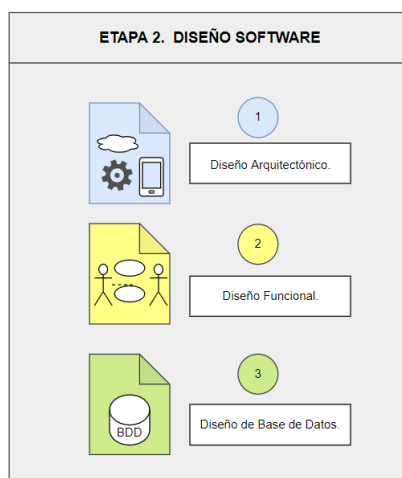 ETAPA 2. DISEÑO SOFTWARE
1
Diseño Arquitectónico.
2
Diseño Funcional.
3
Diseño de Base de Datos.
BDD